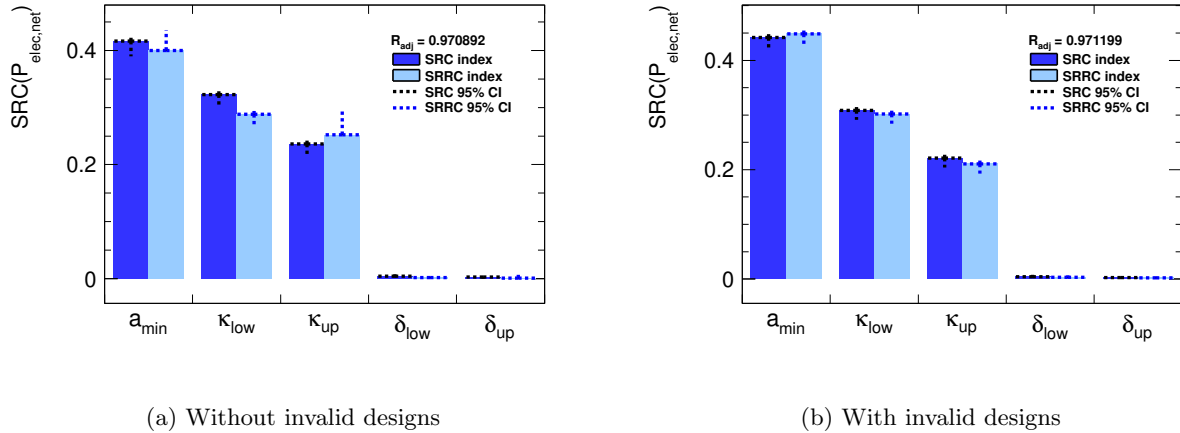 SRC(P_elec,net)
0.4
0.2
0
R_adj = 0.970892
SRC index
SRRC index
SRC 95% CI
SRRC 95% CI
a_min κ_low κ_up δ_low δ_up
(a) Without invalid designs
SRC(P_elec,net)
0.4
0.2
0
R_adj = 0.971199
SRC index
SRRC index
SRC 95% CI
SRRC 95% CI
a_min κ_low κ_up δ_low δ_up
(b) With invalid designs